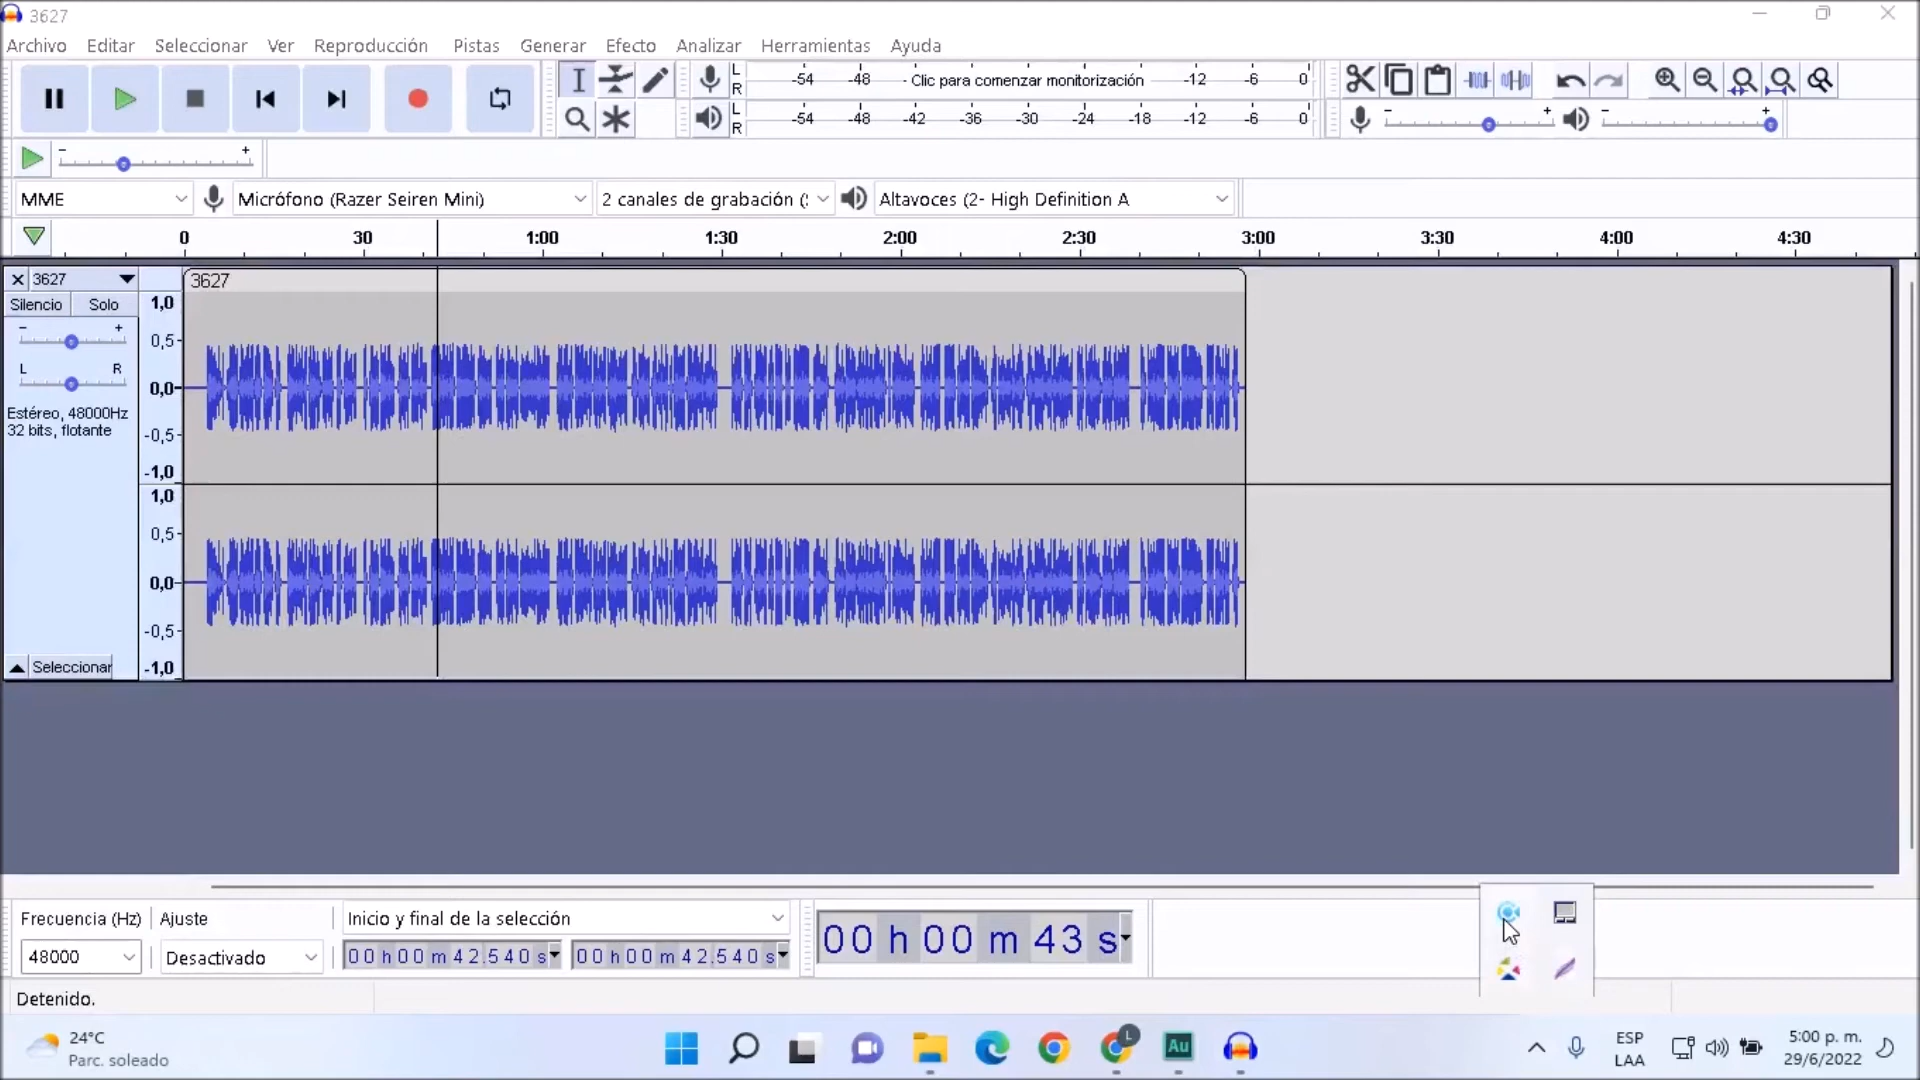 3627
Archivo Editar Seleccionar Ver Reproducción Pistas Generar Efecto Analizar Herramientas Ayuda
L
R
-54 -48 - Clic para comenzar monitorización -12 -6 0
L
R
-54 -48 -42 -36 -30 -24 -18 -12 -6 0
- +
- +
- +
MME
Micrófono (Razer Seiren Mini)
2 canales de grabación (
Altavoces (2- High Definition A
0 30 1:00 1:30 2:00 2:30 3:00 3:30 4:00 4:30
3627
3627
Silencio Solo
- +
L R
Estéreo, 48000Hz
32 bits, flotante
Seleccionar
1,0
0,5
0,0
-0,5
-1,0
1,0
0,5
0,0
-0,5
-1,0
Frecuencia (Hz) Ajuste Inicio y final de la selección
48000 Desactivado 00 h 00 m 42.540 s 00 h 00 m 42.540 s
00 h 00 m 43 s
Detenido.
24°C
Parc. soleado
L
Au
ESP
LAA
5:00 p. m.
29/6/2022